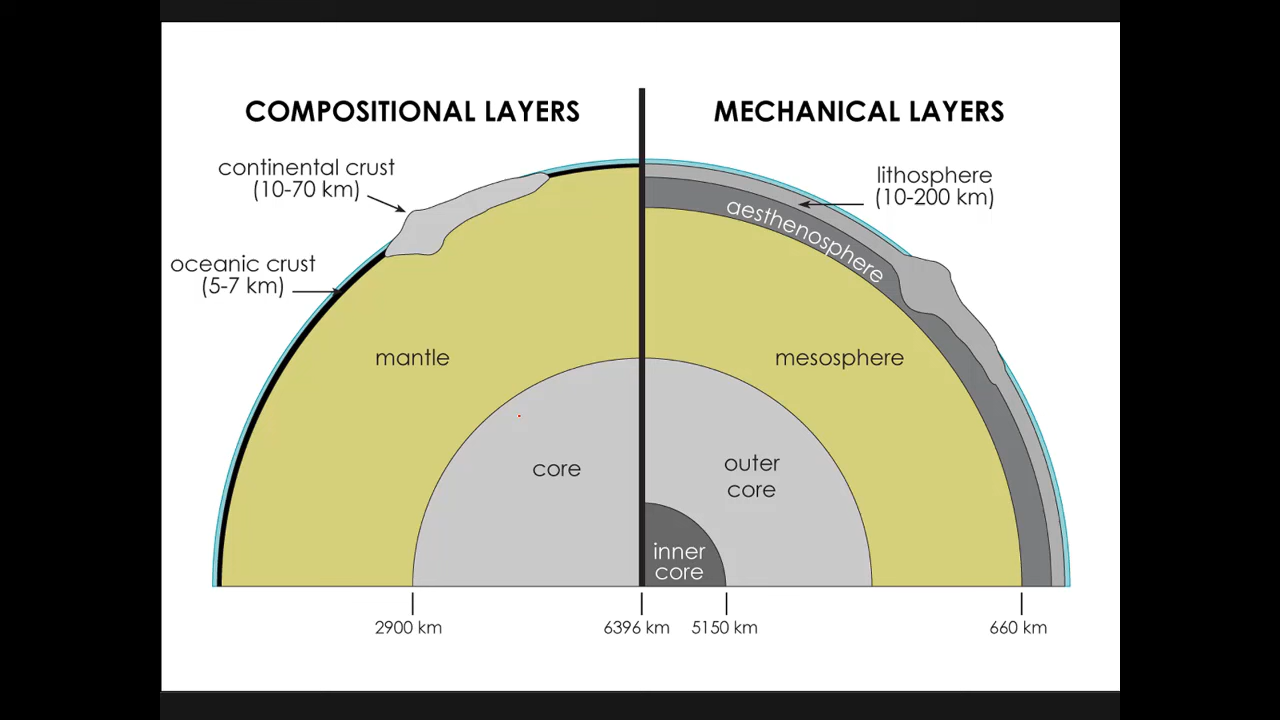 COMPOSITIONAL LAYERS
MECHANICAL LAYERS
continental crust
(10-70 km)
oceanic crust
(5-7 km)
mantle
core
lithosphere
(10-200 km)
aesthenosphere
mesosphere
outer
core
inner
core
2900 km
6396 km
5150 km
660 km